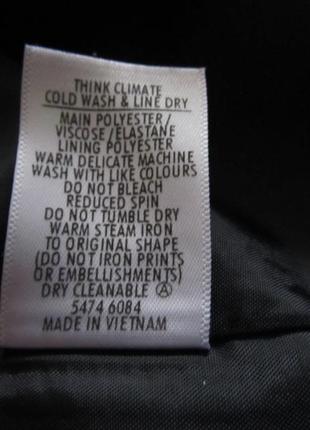 THINK CLIMATE
COLD WASH & LINE DRY
MAIN POLYESTER/
VISCOSE/ELASTANE
LINING POLYESTER
WARM DELICATE MACHINE
WASH WITH LIKE COLOURS
DO NOT BLEACH
REDUCED SPIN
DO NOT TUMBLE DRY
WARM STEAM IRON
TO ORIGINAL SHAPE
(DO NOT IRON PRINTS
OR EMBELLISHMENTS)
DRY CLEANABLE Ⓐ
5474 6084
MADE IN VIETNAM